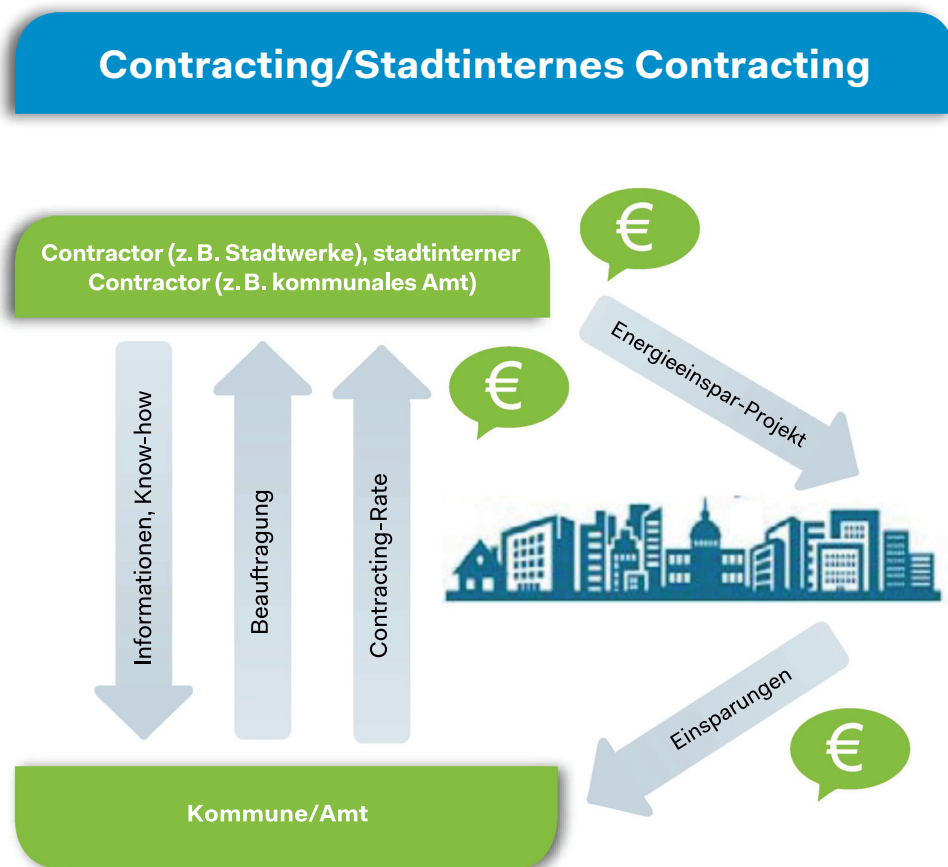 Contracting/Stadtinternes Contracting
€
Contractor (z. B. Stadtwerke), stadtinterner
Contractor (z. B. kommunales Amt)
Energieeinspar-Projekt
€
Informationen, Know-how
Beauftragung
Contracting-Rate
Einsparungen
€
Kommune/Amt